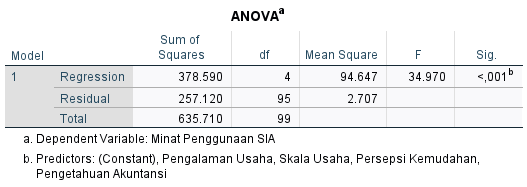 ANOVAa
Model Sum of Squares df Mean Square F Sig.
1 Regression 378.590 4 94.647 34.970 <,001b
Residual 257.120 95 2.707
Total 635.710 99
a. Dependent Variable: Minat Penggunaan SIA
b. Predictors: (Constant), Pengalaman Usaha, Skala Usaha, Persepsi Kemudahan,
Pengetahuan Akuntansi